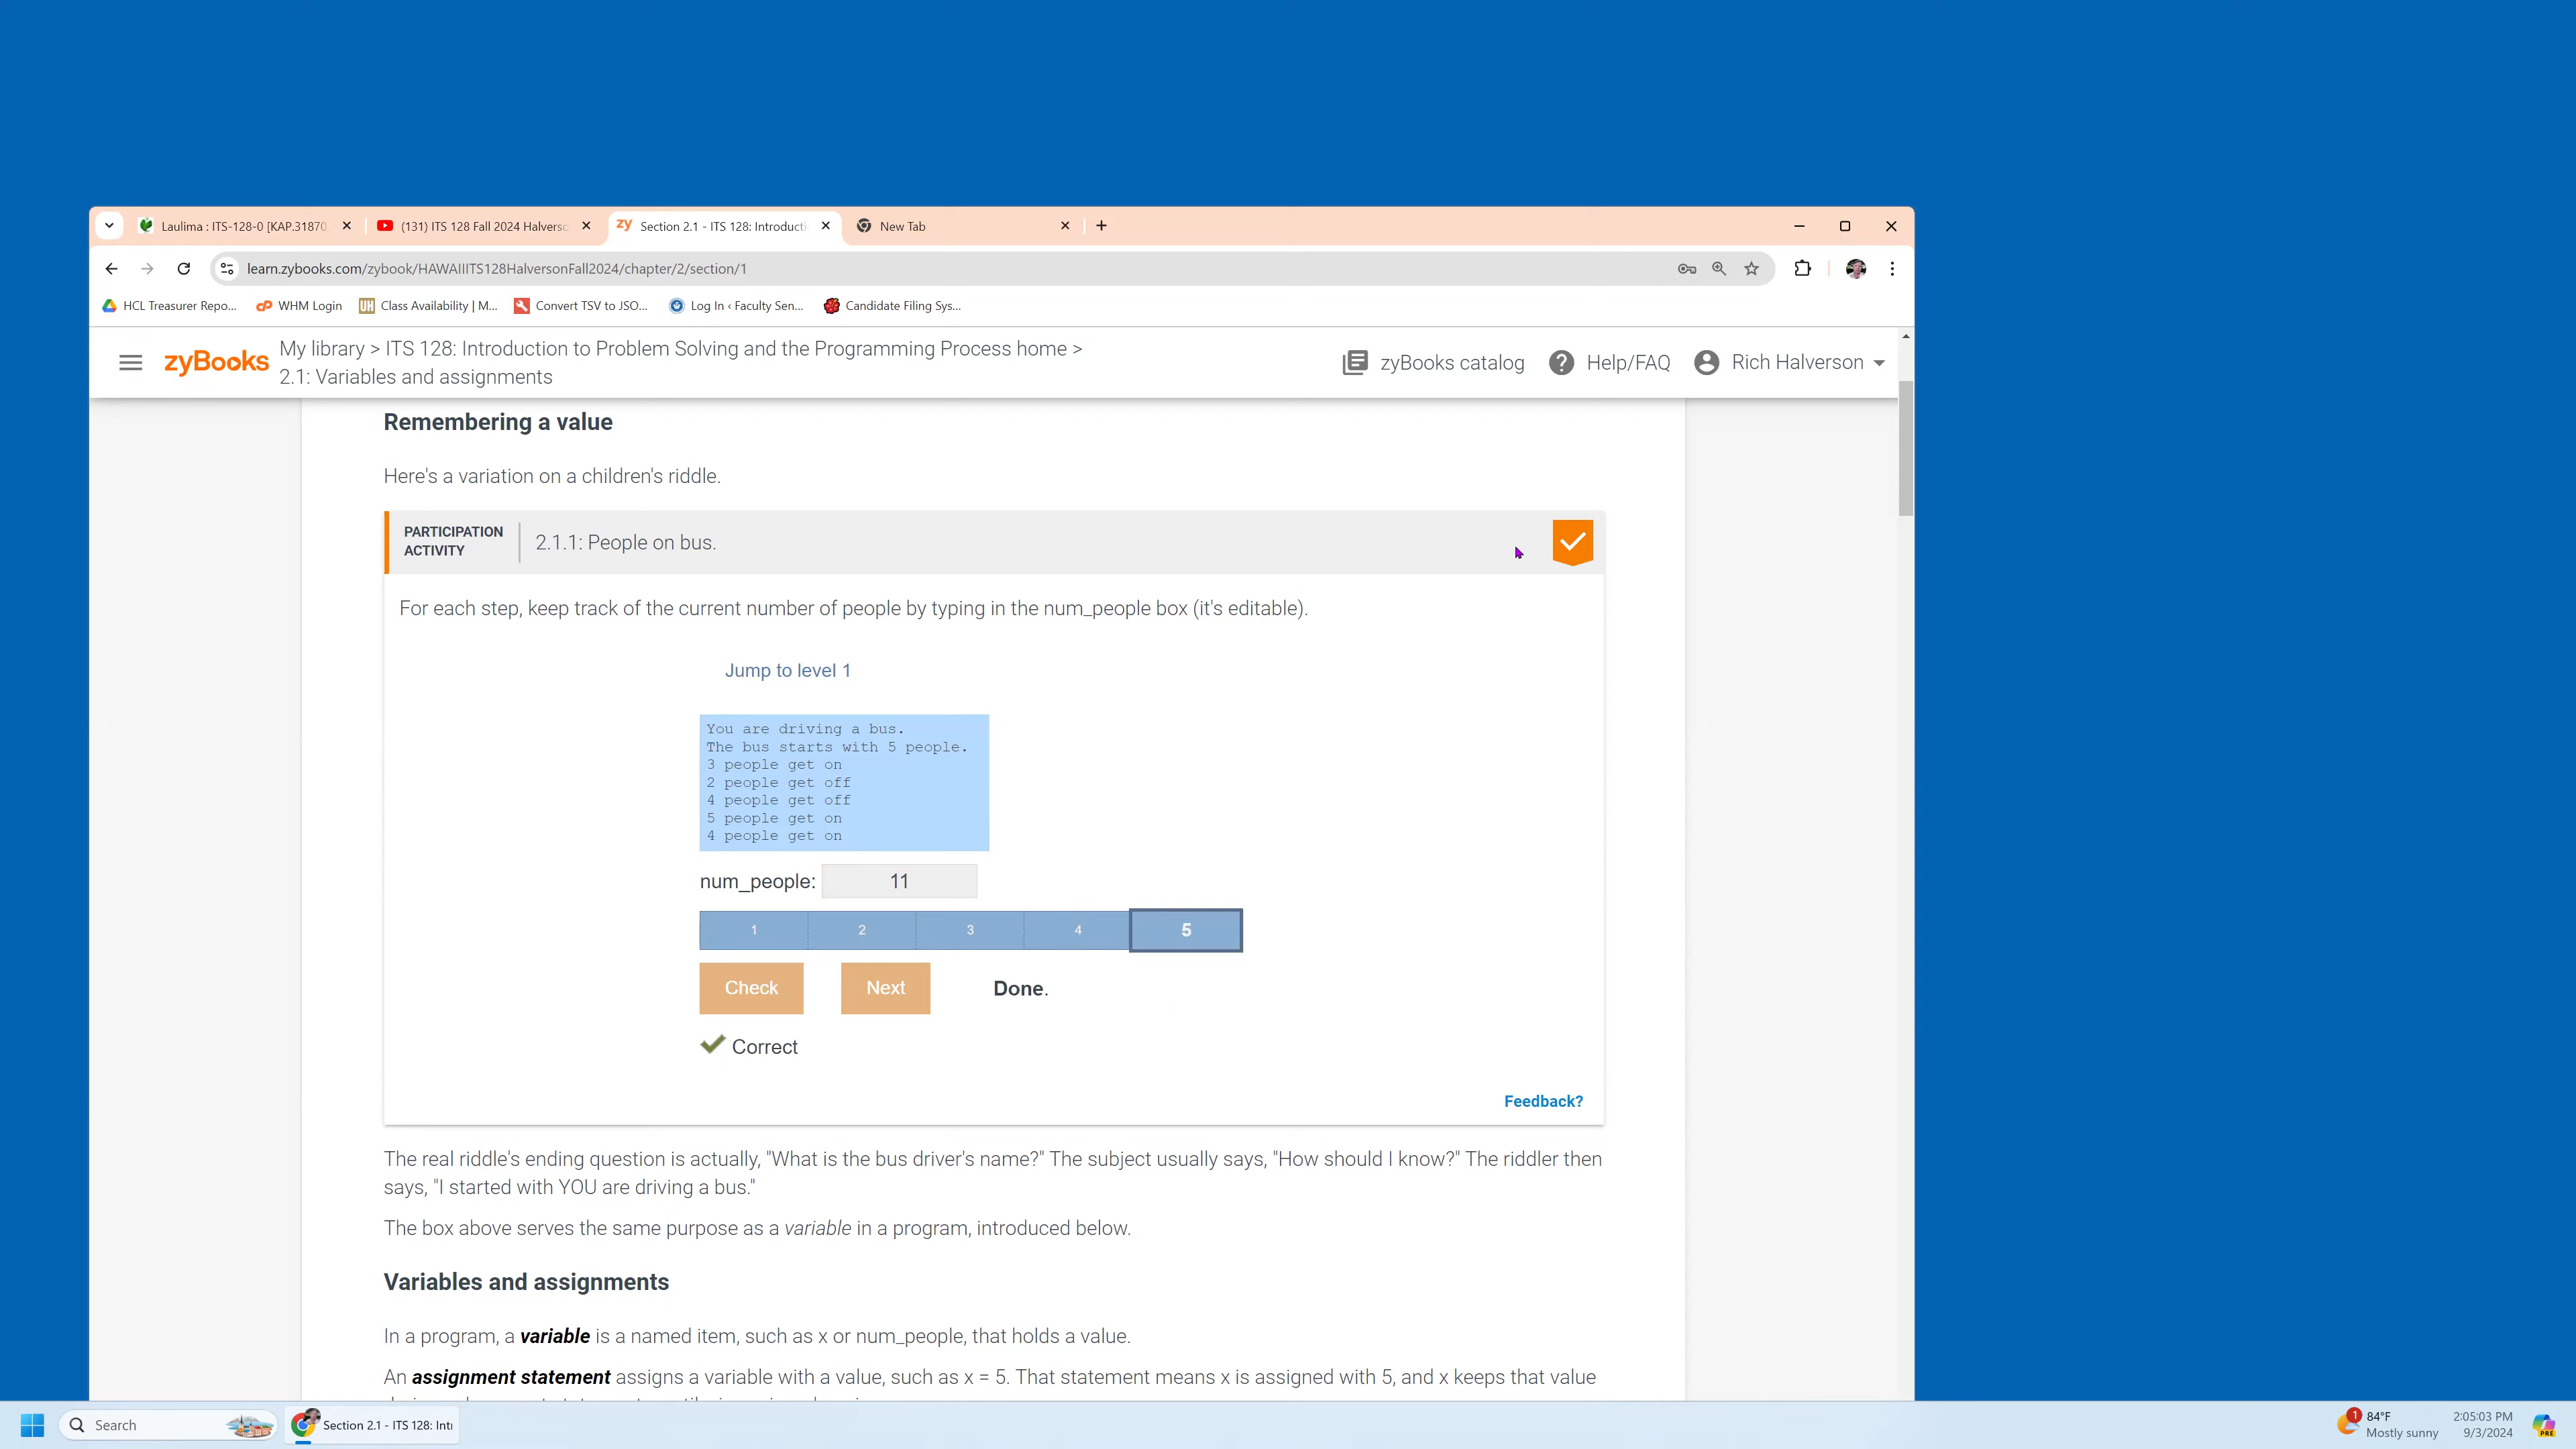 Laulima : ITS-128-0 [KAP.31870
(131) ITS 128 Fall 2024 Halverso
zy Section 2.1 - ITS 128: Introducti
New Tab
learn.zybooks.com/zybook/HAWAIIITS128HalversonFall2024/chapter/2/section/1
HCL Treasurer Repo...
WHM Login
Class Availability | M...
Convert TSV to JSO...
Log In ‹ Faculty Sen...
Candidate Filing Sys...
zyBooks
My library > ITS 128: Introduction to Problem Solving and the Programming Process home >
2.1: Variables and assignments
zyBooks catalog
Help/FAQ
Rich Halverson
Remembering a value
Here's a variation on a children's riddle.
PARTICIPATION
ACTIVITY
2.1.1: People on bus.
For each step, keep track of the current number of people by typing in the num_people box (it's editable).
Jump to level 1
You are driving a bus.
The bus starts with 5 people.
3 people get on
2 people get off
4 people get off
5 people get on
4 people get on
num_people: 11
1 2 3 4 5
Check Next Done.
Correct
Feedback?
The real riddle's ending question is actually, "What is the bus driver's name?" The subject usually says, "How should I know?" The riddler then
says, "I started with YOU are driving a bus."
The box above serves the same purpose as a variable in a program, introduced below.
Variables and assignments
In a program, a variable is a named item, such as x or num_people, that holds a value.
An assignment statement assigns a variable with a value, such as x = 5. That statement means x is assigned with 5, and x keeps that value
Search
Section 2.1 - ITS 128: Intr
1
84°F
Mostly sunny
2:05:03 PM
9/3/2024
PRE